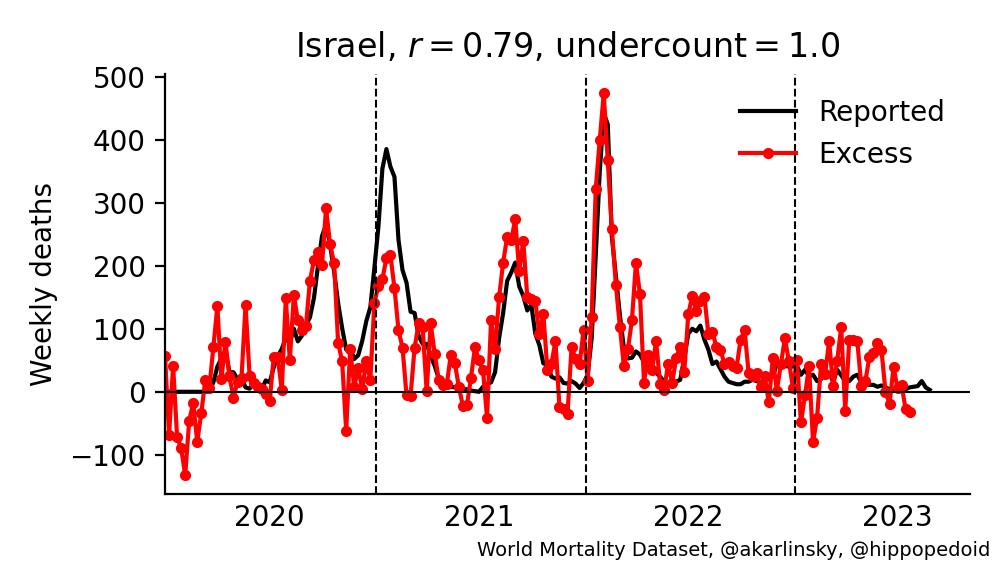 Israel, r = 0.79, undercount = 1.0
Weekly deaths
500
400
300
200
100
0
−100
Reported
Excess
2020
2021
2022
2023
World Mortality Dataset, @akarlinsky, @hippopedoid